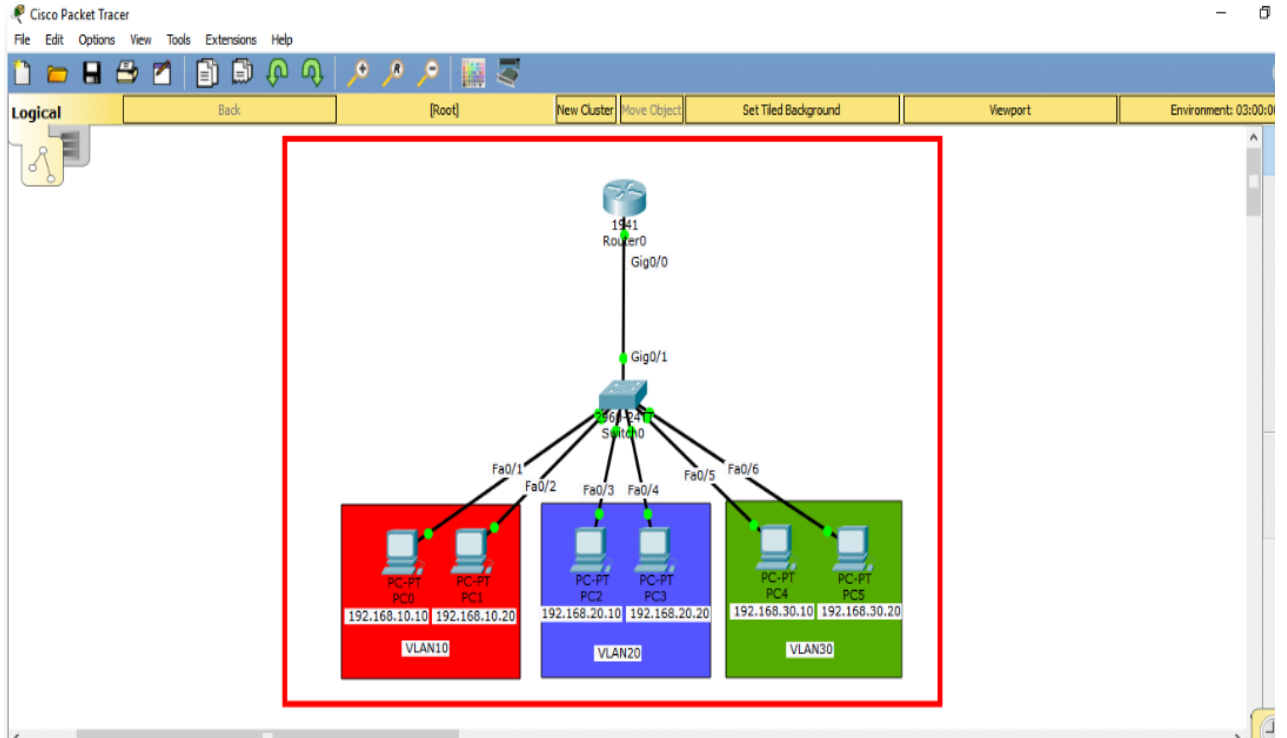 Cisco Packet Tracer
File Edit Options View Tools Extensions Help
Logical Back [Root] New Cluster Move Object Set Tiled Background Viewport Environment: 03:00:00
1941
Router0
Gig0/0
Gig0/1
2960-24TT
Switch0
Fa0/1 Fa0/2 Fa0/3 Fa0/4 Fa0/5 Fa0/6
PC-PT PC-PT PC-PT PC-PT PC-PT PC-PT
PC0 PC1 PC2 PC3 PC4 PC5
192.168.10.10 192.168.10.20 192.168.20.10 192.168.20.20 192.168.30.10 192.168.30.20
VLAN10 VLAN20 VLAN30